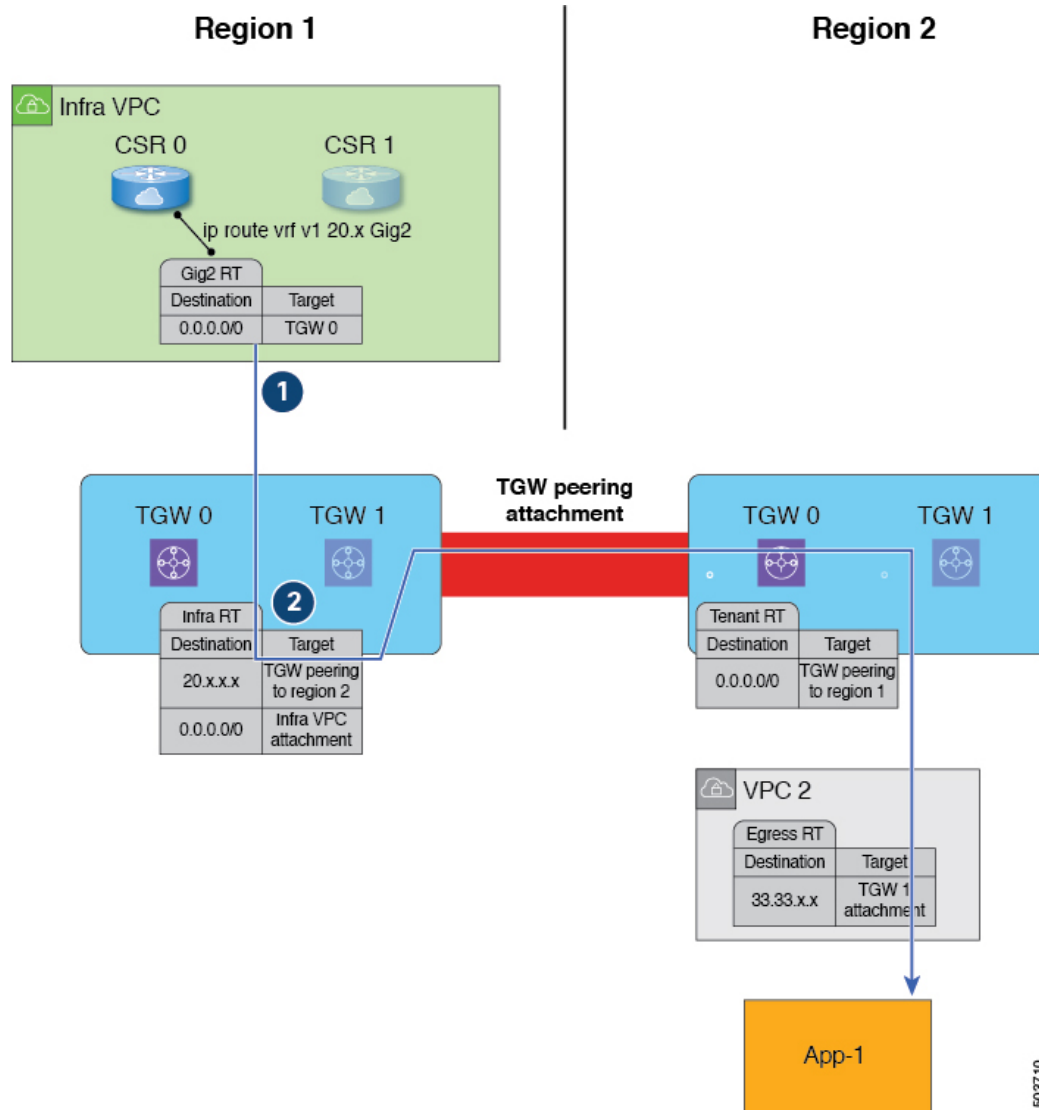 Region 1
Region 2
Infra VPC
CSR 0
CSR 1
ip route vrf v1 20.x Gig2
Gig2 RT
Destination Target
0.0.0.0/0 TGW 0
1
TGW peering
attachment
TGW 0
TGW 1
TGW 0
TGW 1
2
Infra RT
Destination Target
20.x.x.x TGW peering
to region 2
0.0.0.0/0 Infra VPC
attachment
Tenant RT
Destination Target
0.0.0.0/0 TGW peering
to region 1
VPC 2
Egress RT
Destination Target
33.33.x.x TGW 1
attachment
App-1
503710